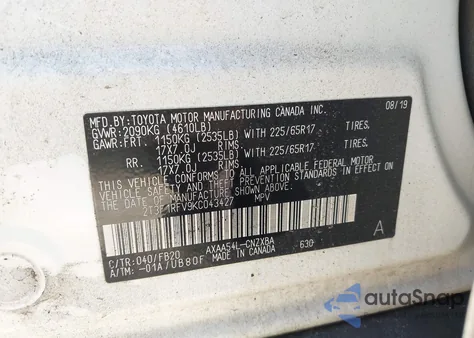 MFD.BY:TOYOTA MOTOR MANUFACTURING CANADA INC. 08/19
GVWR:2090KG (4610LB)
GAWR:FRT. 1150KG (2535LB) WITH 225/65R17 TIRES.
17X7.0J RIMS
RR. 1150KG (2535LB) WITH 225/65R17 TIRES.
17X7.0J RIMS
THIS VEHICLE CONFORMS TO ALL APPLICABLE FEDERAL MOTOR
VEHICLE SAFETY, BUMPER, AND THEFT PREVENTION STANDARDS
IN EFFECT ON THE DATE OF MANUFACTURE SHOWN ABOVE.
MPV
C/TR:040/FB20 AXAA54L-CNZXBA 630 A
A/TM: -01A/UB80F MADE IN CANADA
autoSnap